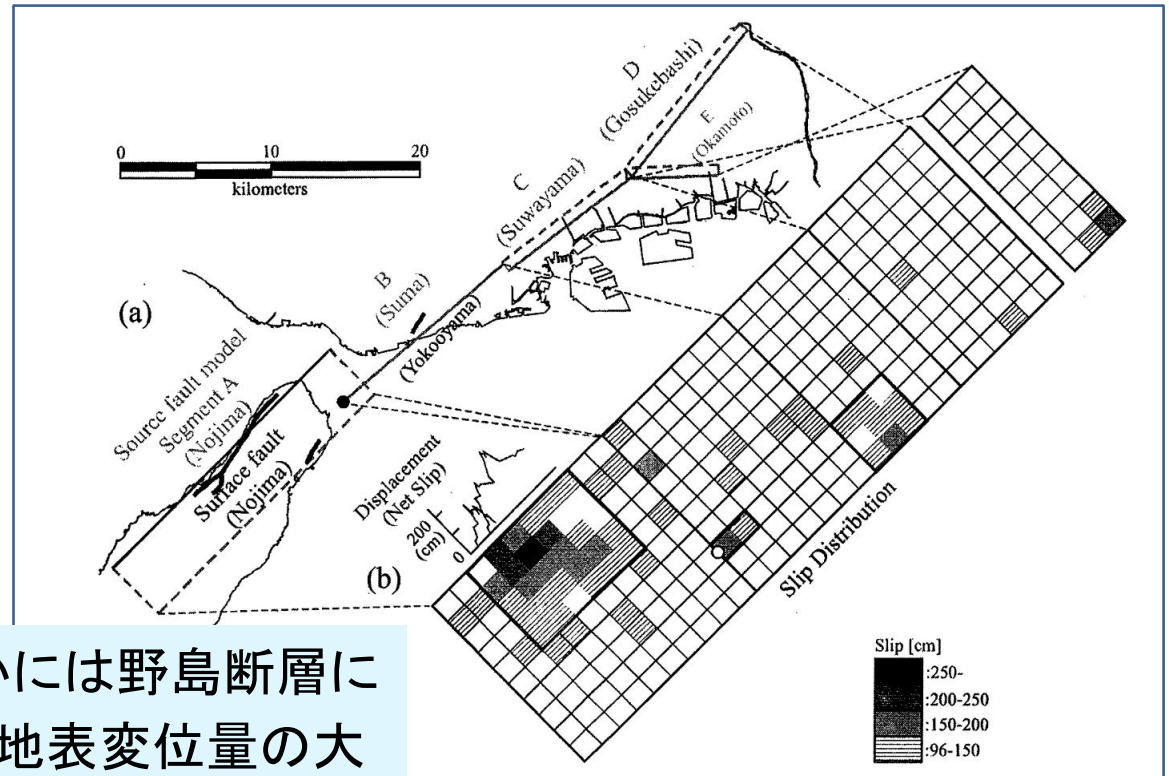 D
(Gosukebashi)
E
(Okamoto)
0 10 20
kilometers
C
(Suwayama)
B
(Suma)
(a)
(Yokooyama)
Source fault model
Segment A
(Nojima)
Surface fault
(Nojima)
Displacement
(Net Slip)
200
(cm)
0
(b)
Slip Distribution
Slip [cm]
:250-
:200-250
:150-200
:96-150
いには野島断層に
地表変位量の大